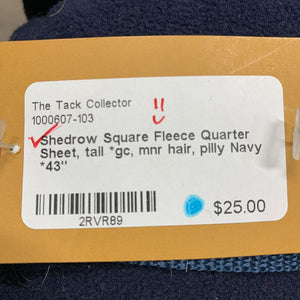 The Tack Collector
1000607-103
Shedrow Square Fleece Quarter
Sheet, tail *gc, mnr hair, pilly Navy
*43"
2RVR89
$25.00